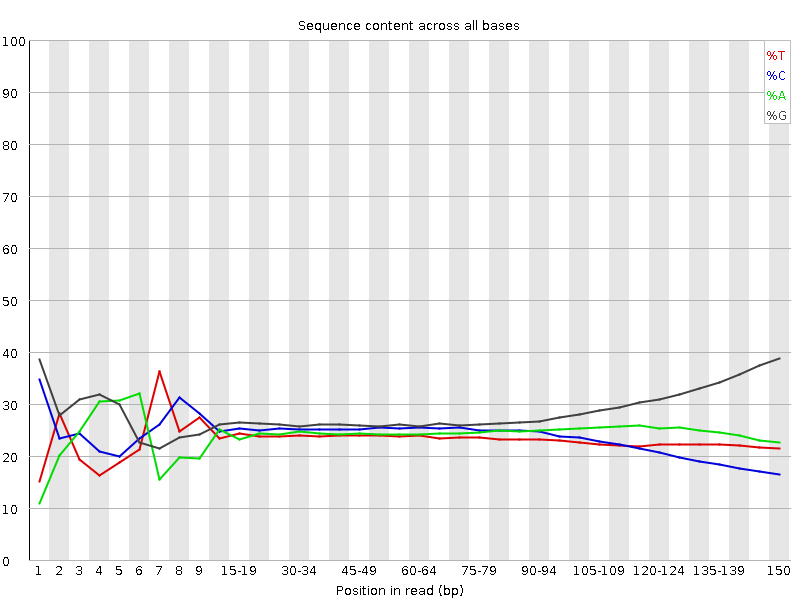 Sequence content across all bases
100
90
80
70
60
50
40
30
20
10
0
%T
%C
%A
%G
1 2 3 4 5 6 7 8 9 15-19 30-34 45-49 60-64 75-79 90-94 105-109 120-124 135-139 150
Position in read (bp)